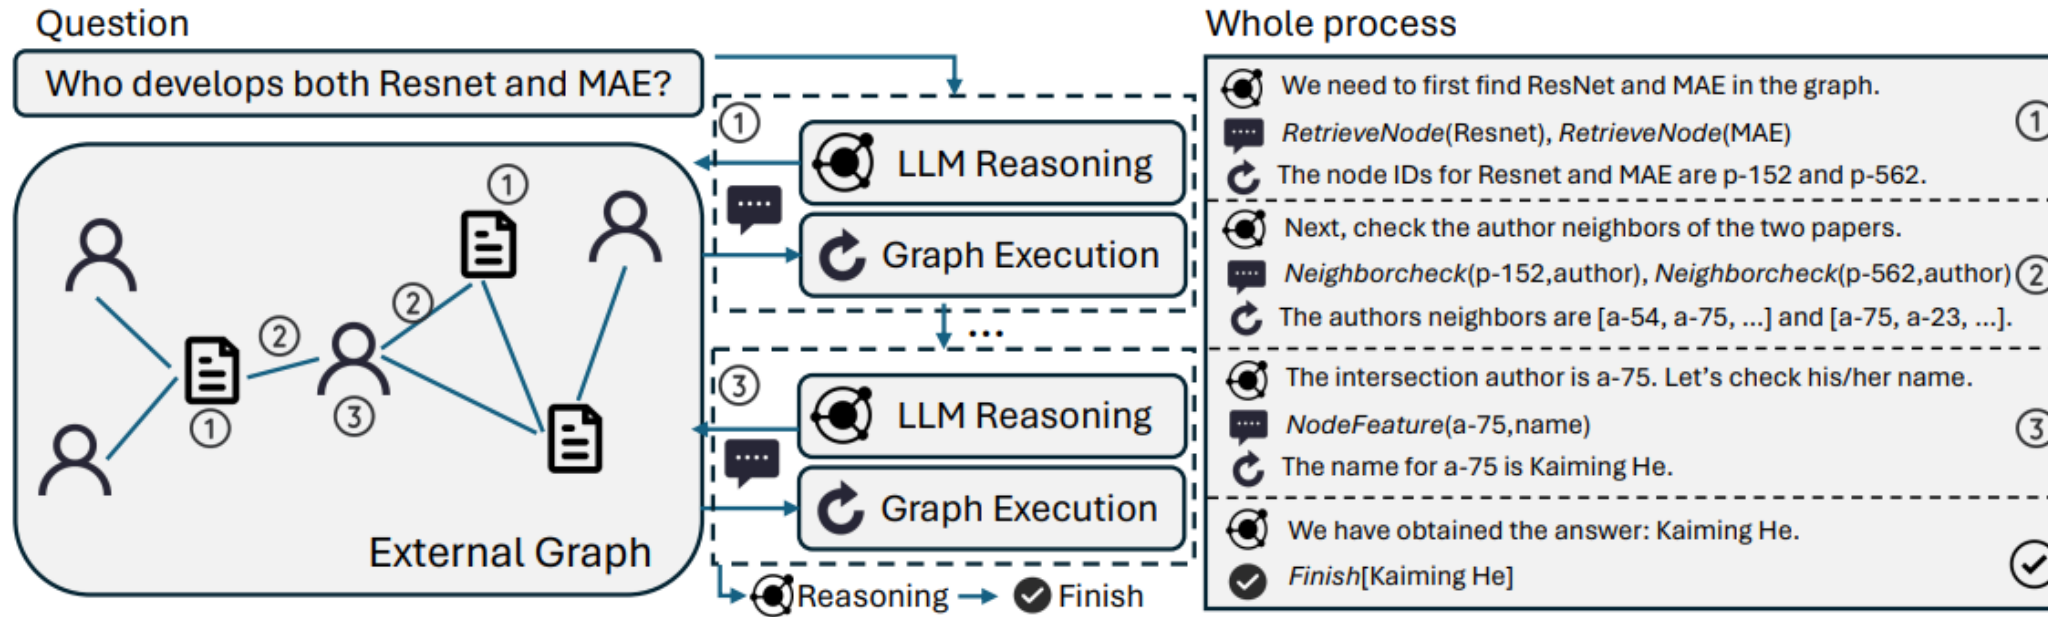 Question
Who develops both Resnet and MAE?
1
2
2
1
3
External Graph
1
LLM Reasoning
Graph Execution
...
3
LLM Reasoning
Graph Execution
Reasoning
Finish
Whole process
We need to first find ResNet and MAE in the graph.
RetrieveNode(Resnet), RetrieveNode(MAE)
1
The node IDs for Resnet and MAE are p-152 and p-562.
Next, check the author neighbors of the two papers.
Neighborcheck(p-152,author), Neighborcheck(p-562,author)
2
The authors neighbors are [a-54, a-75, ...] and [a-75, a-23, ...].
The intersection author is a-75. Let's check his/her name.
NodeFeature(a-75,name)
3
The name for a-75 is Kaiming He.
We have obtained the answer: Kaiming He.
Finish[Kaiming He]